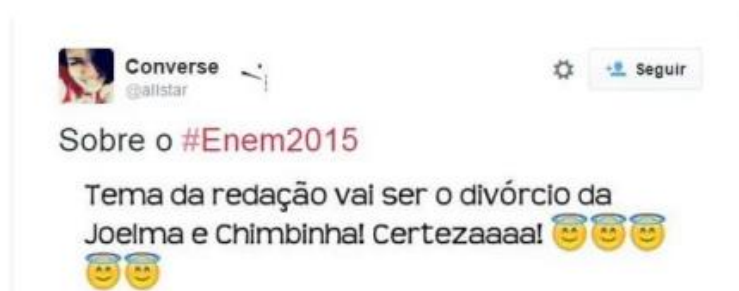 Converse
@allstar
Seguir
Sobre o #Enem2015
Tema da redação vai ser o divórcio da
Joelma e Chimbinha! Certezaaaa!